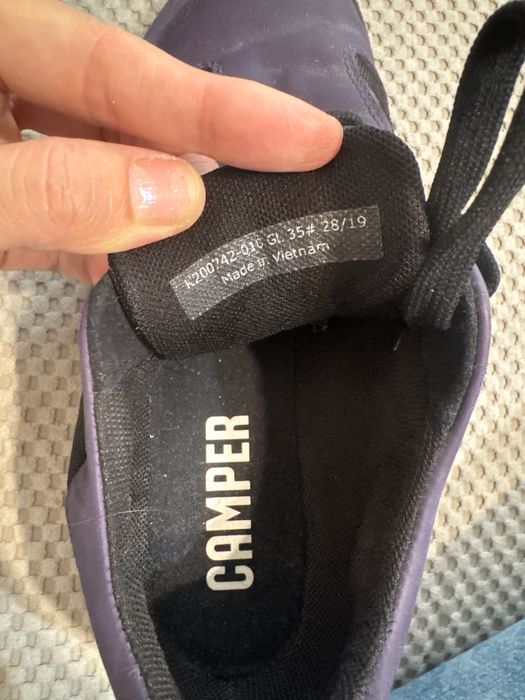 K200742-010 GL 35# 28/19
Made in Vietnam
CAMPER